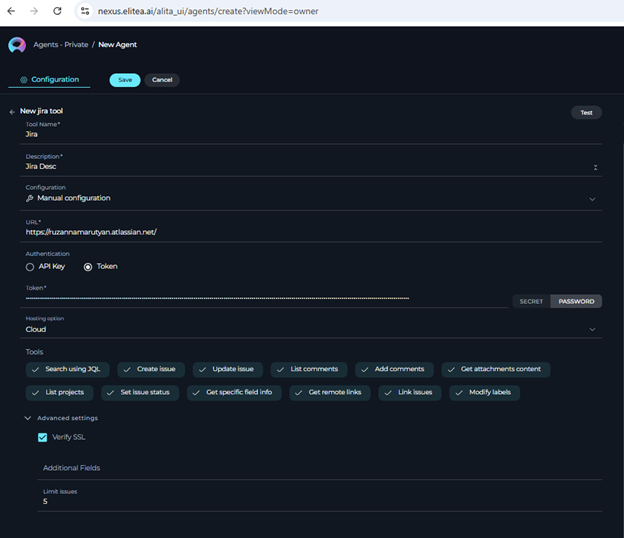 nexus.elitea.ai/alita_ui/agents/create?viewMode=owner
Agents - Private / New Agent
Configuration Save Cancel
New jira tool Test
Tool Name*
Jira
Description*
Jira Desc
Configuration
Manual configuration
URL*
https://ruzannamarutyan.atlassian.net/
Authentication
API Key Token
Token*
SECRET PASSWORD
Hosting option
Cloud
Tools
Search using JQL Create issue Update issue List comments Add comments Get attachments content
List projects Set issue status Get specific field info Get remote links Link issues Modify labels
Advanced settings
Verify SSL
Additional Fields
Limit issues
5